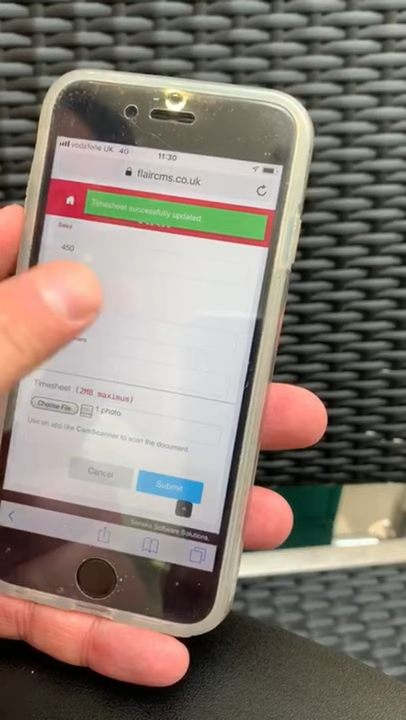 vodafone UK 4G
11:30
flaircms.co.uk
Timesheet successfully updated.
Sales
450
Timesheet (2MB maximum)
Choose File 1 photo
Use an app like CamScanner to scan the document
Cancel Submit
Software Solutions.